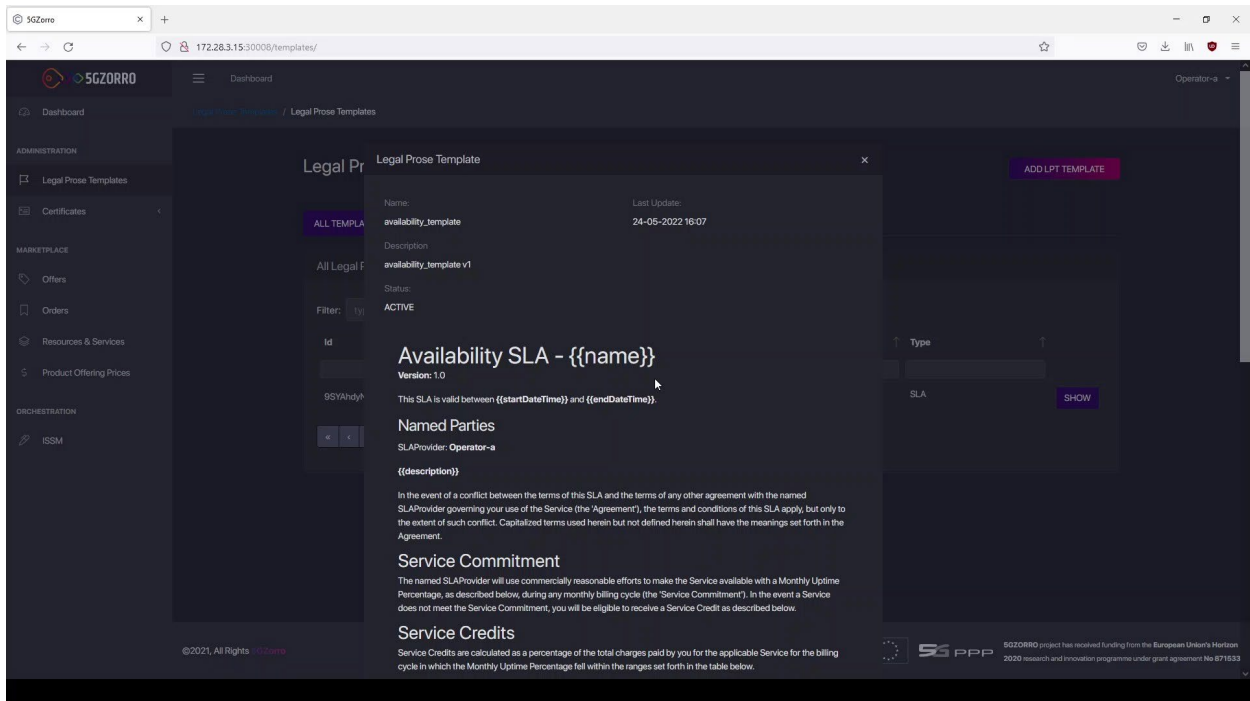 5GZorro
172.28.3.15:30008/templates/
5GZORRO
Dashboard
Operator-a
Dashboard
/ Legal Prose Templates
ADMINISTRATION
Legal Prose Templates
Certificates
MARKETPLACE
Offers
Orders
Resources & Services
Product Offering Prices
ORCHESTRATION
ISSM
Legal Pr
ADD LPT TEMPLATE
ALL TEMPLA
All Legal P
Filter:
Id
Type
9SYAhdyN
SLA
SHOW
Legal Prose Template
Name:
Last Update:
availability_template
24-05-2022 16:07
Description
availability_template v1
Status:
ACTIVE
Availability SLA - {{name}}
Version: 1.0
This SLA is valid between {{startDateTime}} and {{endDateTime}}.
Named Parties
SLAProvider: Operator-a
{{description}}
In the event of a conflict between the terms of this SLA and the terms of any other agreement with the named
SLAProvider governing your use of the Service (the 'Agreement'), the terms and conditions of this SLA apply, but only to
the extent of such conflict. Capitalized terms used herein but not defined herein shall have the meanings set forth in the
Agreement.
Service Commitment
The named SLAProvider will use commercially reasonable efforts to make the Service available with a Monthly Uptime
Percentage, as described below, during any monthly billing cycle (the 'Service Commitment'). In the event a Service
does not meet the Service Commitment, you will be eligible to receive a Service Credit as described below.
Service Credits
Service Credits are calculated as a percentage of the total charges paid by you for the applicable Service for the billing
cycle in which the Monthly Uptime Percentage fell within the ranges set forth in the table below.
©2021, All Rights 5GZorro
5G PPP
5GZORRO project has received funding from the European Union's Horizon
2020 research and innovation programme under grant agreement No 871533